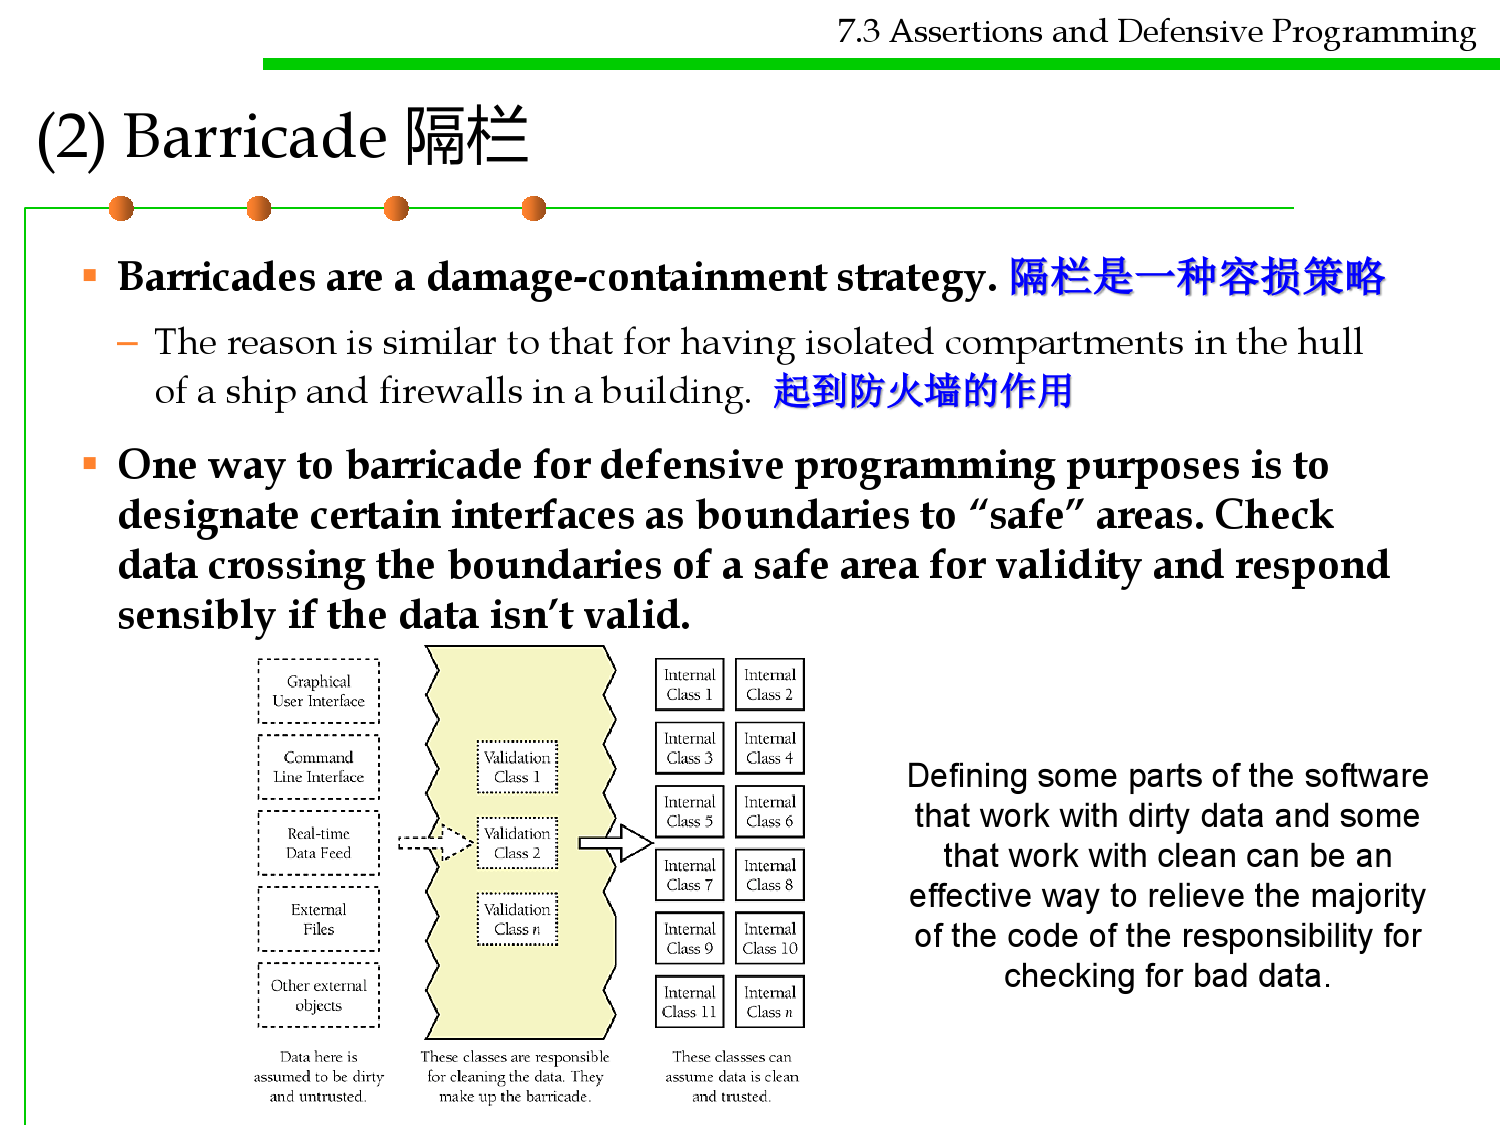 7.3 Assertions and Defensive Programming
(2) Barricade 隔栏
▪ Barricades are a damage-containment strategy. 隔栏是一种容损策略
– The reason is similar to that for having isolated compartments in the hull
of a ship and firewalls in a building. 起到防火墙的作用
▪ One way to barricade for defensive programming purposes is to
designate certain interfaces as boundaries to “safe” areas. Check
data crossing the boundaries of a safe area for validity and respond
sensibly if the data isn’t valid.
Graphical
User Interface
Command
Line Interface
Real-time
Data Feed
External
Files
Other external
objects
Data here is
assumed to be dirty
and untrusted.
Validation
Class 1
Validation
Class 2
Validation
Class n
These classes are responsible
for cleaning the data. They
make up the barricade.
Internal
Class 1
Internal
Class 2
Internal
Class 3
Internal
Class 4
Internal
Class 5
Internal
Class 6
Internal
Class 7
Internal
Class 8
Internal
Class 9
Internal
Class 10
Internal
Class 11
Internal
Class n
These classses can
assume data is clean
and trusted.
Defining some parts of the software
that work with dirty data and some
that work with clean can be an
effective way to relieve the majority
of the code of the responsibility for
checking for bad data.